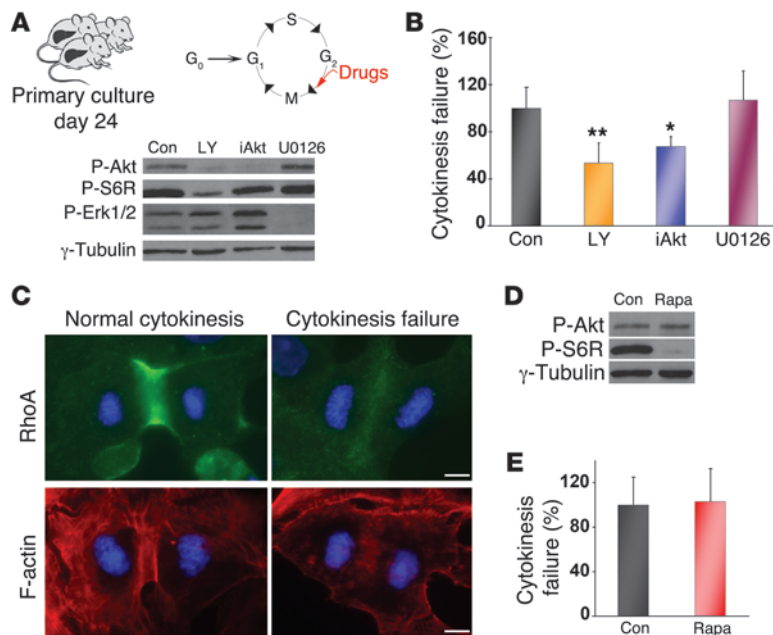 A
Primary culture
day 24
G0
G1
S
G2
M
Drugs
Con LY iAkt U0126
P-Akt
P-S6R
P-Erk1/2
γ-Tubulin
B
Cytokinesis failure (%)
160
120
80
40
0
**
*
Con LY iAkt U0126
C
Normal cytokinesis Cytokinesis failure
RhoA
F-actin
D
Con Rapa
P-Akt
P-S6R
γ-Tubulin
E
Cytokinesis
failure (%)
120
80
40
0
Con Rapa